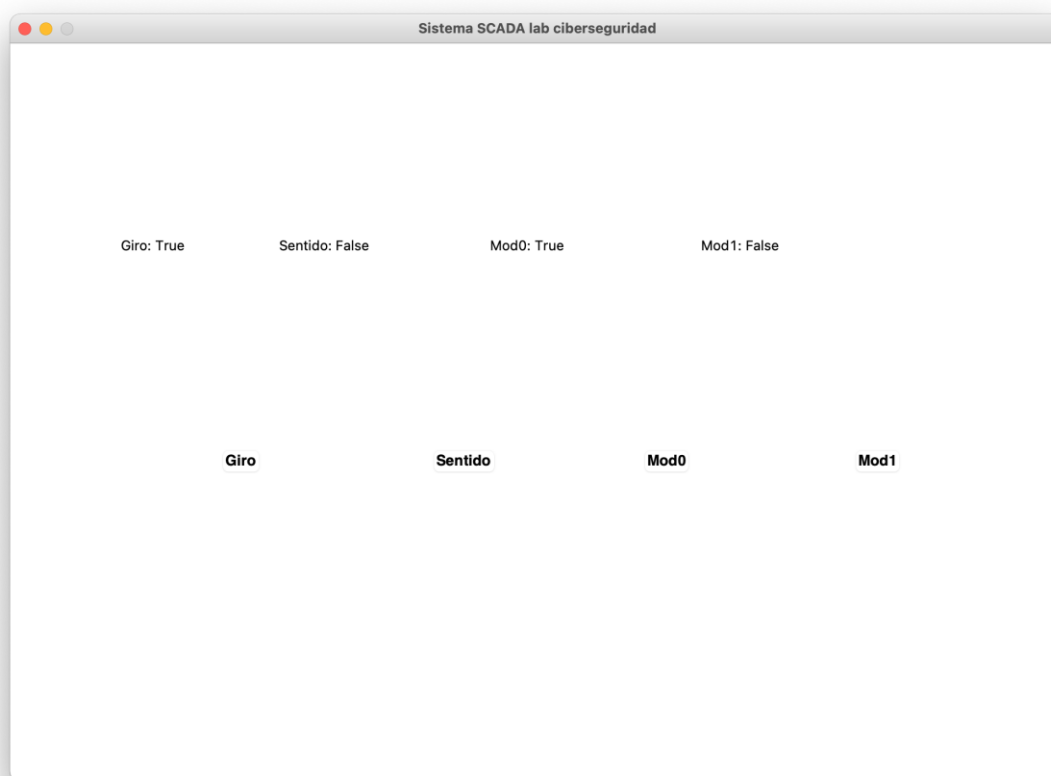 Sistema SCADA lab ciberseguridad
Giro: True Sentido: False Mod0: True Mod1: False
Giro Sentido Mod0 Mod1